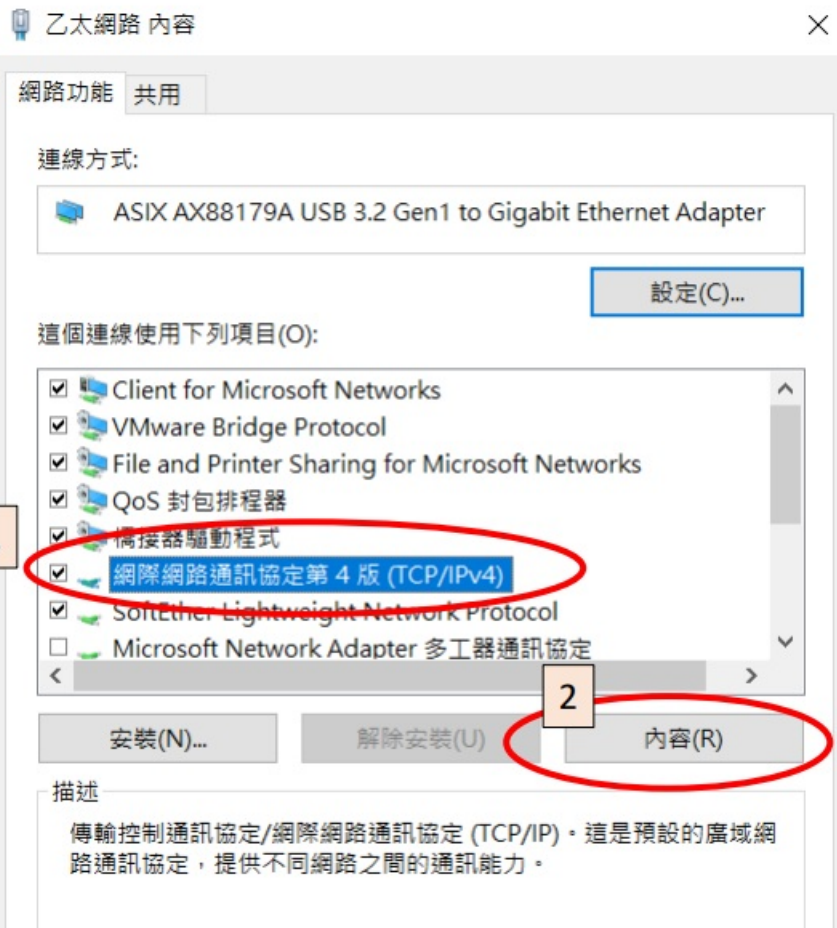 乙太網路 內容
網路功能 共用
連線方式:
ASIX AX88179A USB 3.2 Gen1 to Gigabit Ethernet Adapter
設定(C)...
這個連線使用下列項目(O):
Client for Microsoft Networks
VMware Bridge Protocol
File and Printer Sharing for Microsoft Networks
QoS 封包排程器
橋接器驅動程式
網際網路通訊協定第 4 版 (TCP/IPv4)
SoftEther Lightweight Network Protocol
Microsoft Network Adapter 多工器通訊協定
2
安裝(N)... 解除安裝(U) 內容(R)
描述
傳輸控制通訊協定/網際網路通訊協定 (TCP/IP)。這是預設的廣域網
路通訊協定，提供不同網路之間的通訊能力。